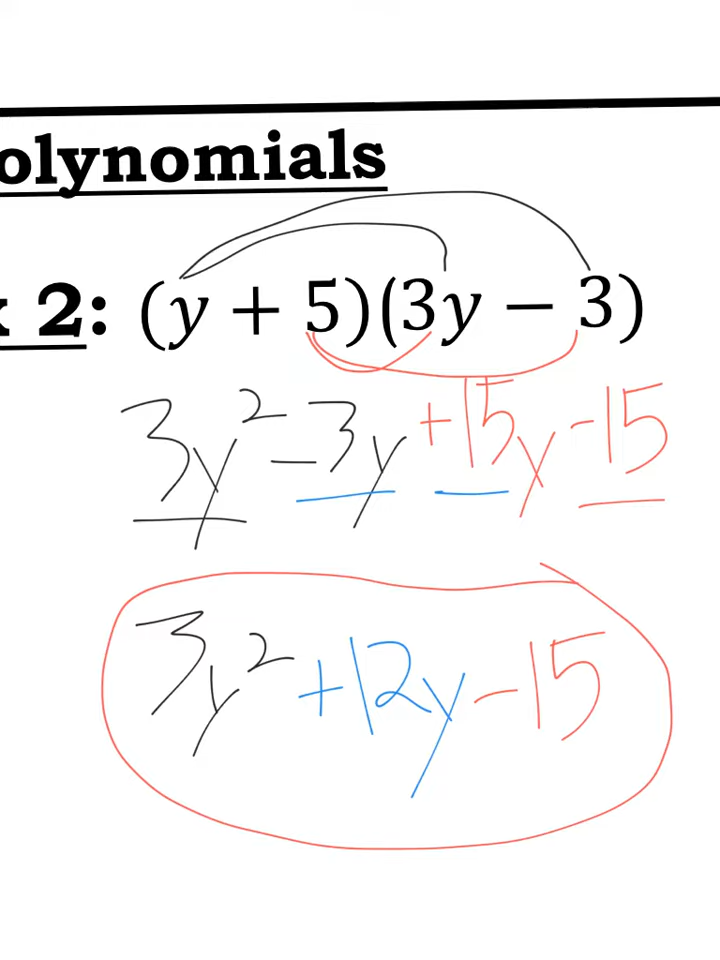 olynomials
x 2: (y + 5)(3y − 3)
3y² − 3y + 15y − 15
3y² + 12y − 15